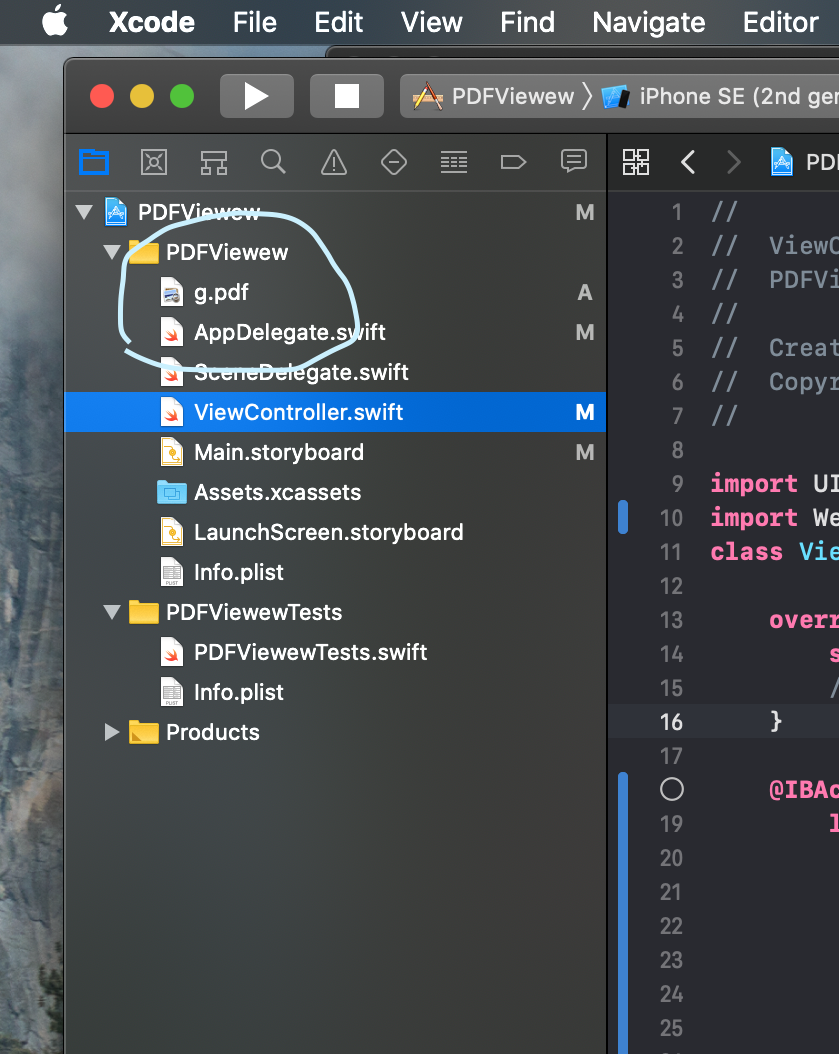 Xcode File Edit View Find Navigate Editor
PDFViewew iPhone SE (2nd gen
PDF
PDFViewew M
PDFViewew
g.pdf A
AppDelegate.swift M
SceneDelegate.swift
ViewController.swift M
Main.storyboard M
Assets.xcassets
LaunchScreen.storyboard
Info.plist
PDFViewewTests
PDFViewewTests.swift
Info.plist
Products
1 //
2 // ViewC
3 // PDFVi
4 //
5 // Creat
6 // Copyr
7 //
8
9 import UI
10 import We
11 class Vie
12
13 overr
14 s
15 /
16 }
17
@IBAc
19 l
20
21
22
23
24
25